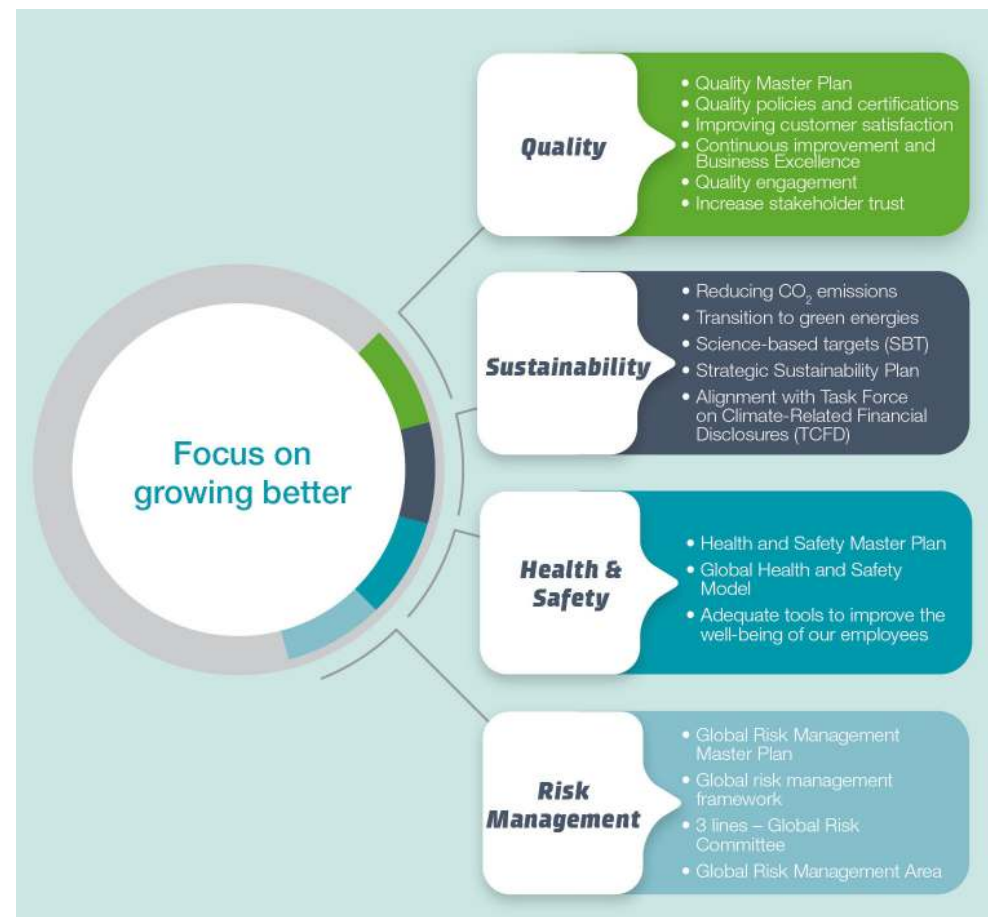 Focus on
growing better
Quality
• Quality Master Plan
• Quality policies and certifications
• Improving customer satisfaction
• Continuous improvement and
Business Excellence
• Quality engagement
• Increase stakeholder trust
Sustainability
• Reducing CO₂ emissions
• Transition to green energies
• Science-based targets (SBT)
• Strategic Sustainability Plan
• Alignment with Task Force
on Climate-Related Financial
Disclosures (TCFD)
Health &
Safety
• Health and Safety Master Plan
• Global Health and Safety
Model
• Adequate tools to improve the
well-being of our employees
Risk
Management
• Global Risk Management
Master Plan
• Global risk management
framework
• 3 lines – Global Risk
Committee
• Global Risk Management Area